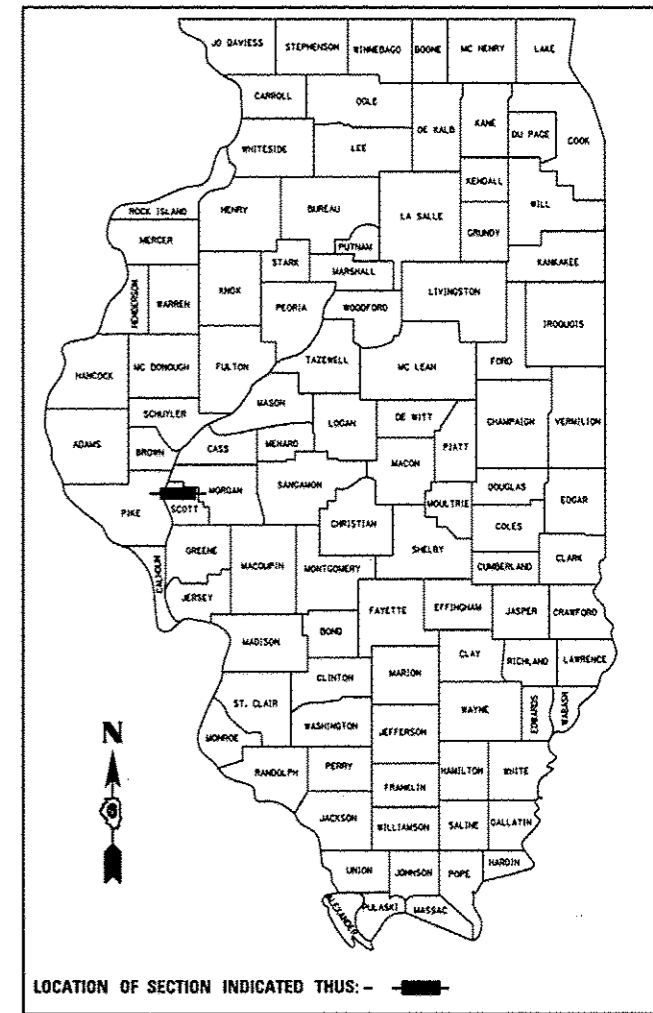 JO DAVIESS STEPHENSON WINNEBAGO BOONE MC HENRY LAKE
CARROLL OGLE DE KALB KANE DU PAGE COOK
WHITESIDE LEE KENDALL WILL
ROCK ISLAND HENRY BUREAU LA SALLE GRUNDY
MERCER PUTNAM KANKAKEE
STARK MARSHALL
HENDERSON WARREN KNOX PEORIA WOODFORD LIVINGSTON IROQUOIS
HANCOCK MC DONOUGH FULTON TAZEWELL MC LEAN FORD
MASON
SCHUYLER LOGAN DE WITT CHAMPAIGN VERMILION
ADAMS BROWN CASS MENARD MACON PIATT
PIKE SCOTT MORGAN SANGAMON MOULTRIE DOUGLAS EDGAR
CHRISTIAN COLES
GREENE MACOUPIN MONTGOMERY SHELBY CUMBERLAND CLARK
CALHOUN JERSEY FAYETTE EFFINGHAM JASPER CRAWFORD
MADISON BOND CLAY RICHLAND LAWRENCE
CLINTON MARION
ST. CLAIR WAYNE EDWARDS WABASH
MONROE WASHINGTON JEFFERSON
N
RANDOLPH PERRY HAMILTON WHITE
FRANKLIN
JACKSON WILLIAMSON SALINE GALLATIN
UNION JOHNSON POPE HARDIN
ALEXANDER PULASKI MASSAC
LOCATION OF SECTION INDICATED THUS: -